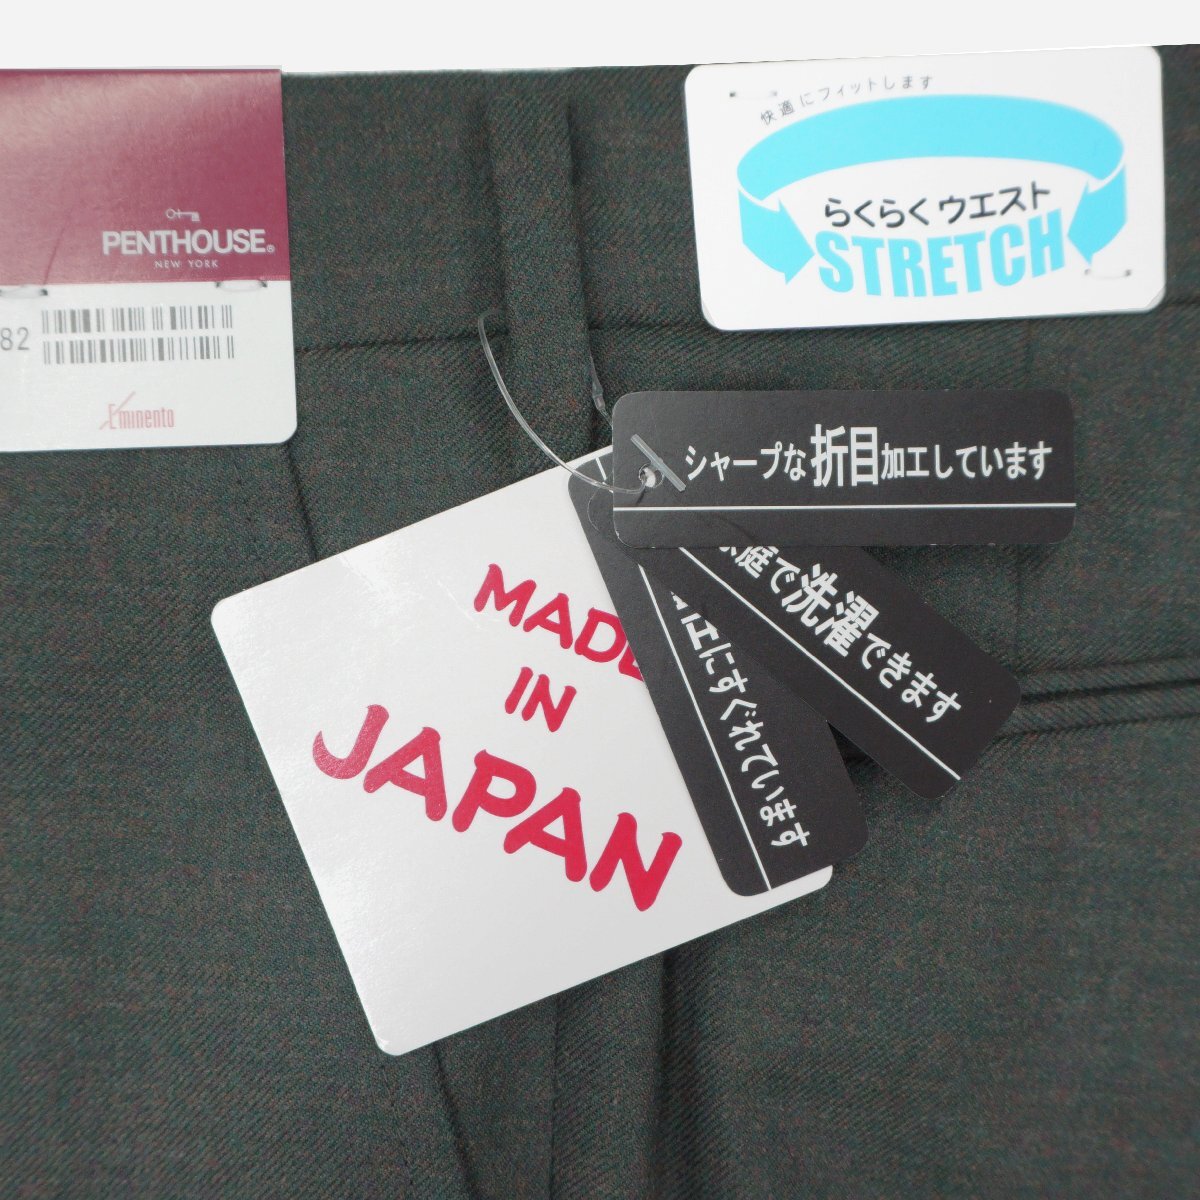 PENTHOUSE®
NEW YORK
82
Eminento
快適にフィットします
らくらくウエスト
STRETCH
シャープな折目加工しています
庭で洗濯できます
工にすぐれています
MADE
IN
JAPAN